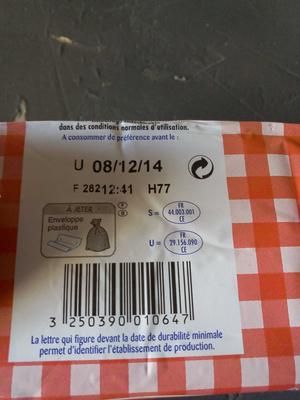 dans des conditions normales d'utilisation.
A consommer de préférence avant le :
U 08/12/14
F 28212:41 H77
À JETER
Enveloppe
plastique
S = FR
44.003.001
CE
U = FR
29.156.090
CE
3 250390 010647
La lettre qui figure devant la date de durabilité minimale
permet d'identifier l'établissement de production.